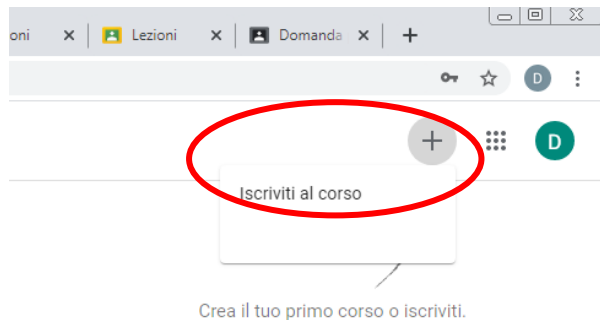 oni
Lezioni
Domanda
D
D
Iscriviti al corso
Crea il tuo primo corso o iscriviti.